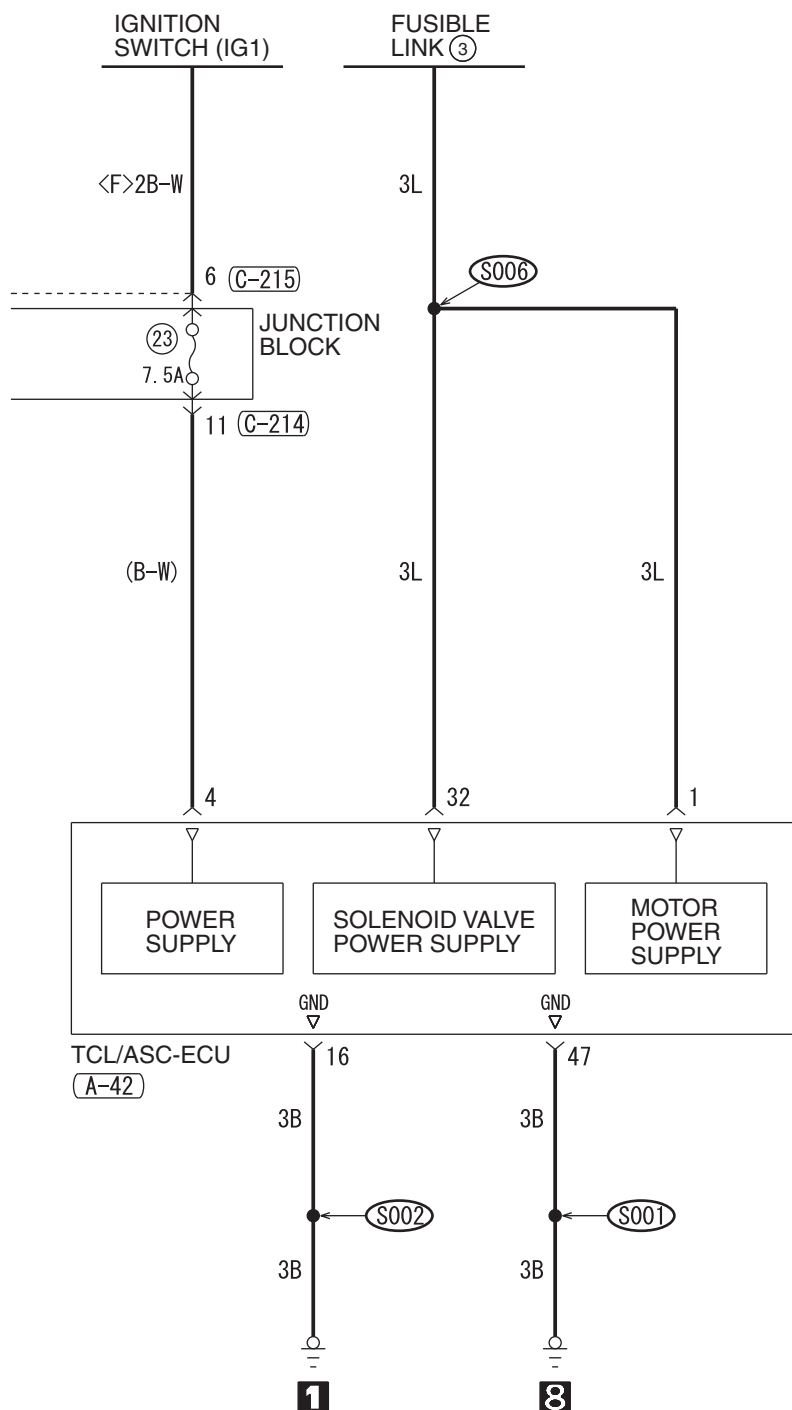 IGNITION
SWITCH (IG1)
FUSIBLE
LINK ③
<F>2B-W
3L
6 C-215
S006
JUNCTION
BLOCK
23
7.5A
11 C-214
(B-W)
3L
3L
4
32
1
POWER
SUPPLY
SOLENOID VALVE
POWER SUPPLY
MOTOR
POWER
SUPPLY
GND
GND
TCL/ASC-ECU
A-42
16
47
3B
3B
S002
S001
3B
3B
1
8